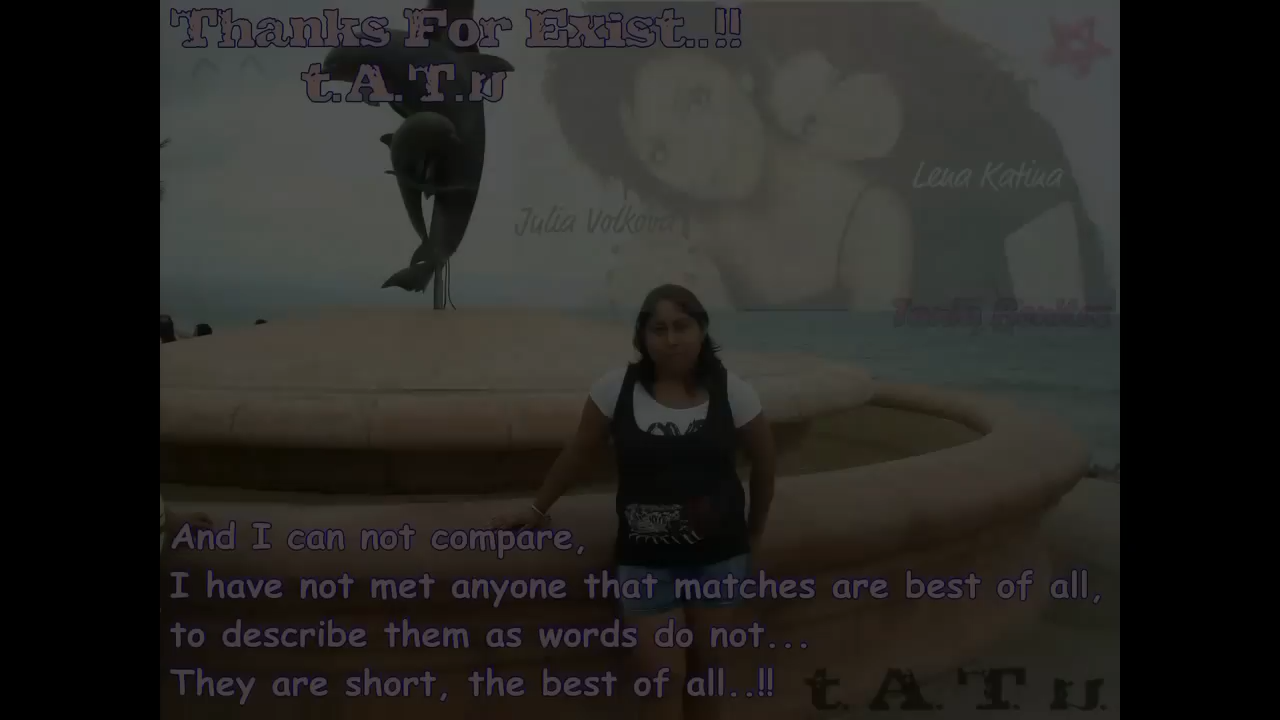 Thanks For Exist..!!
t.A.T.u
Lena Katina
Julia Volkova
And I can not compare,
I have not met anyone that matches are best of all,
to describe them as words do not...
They are short, the best of all..!!
t.A.T.u.